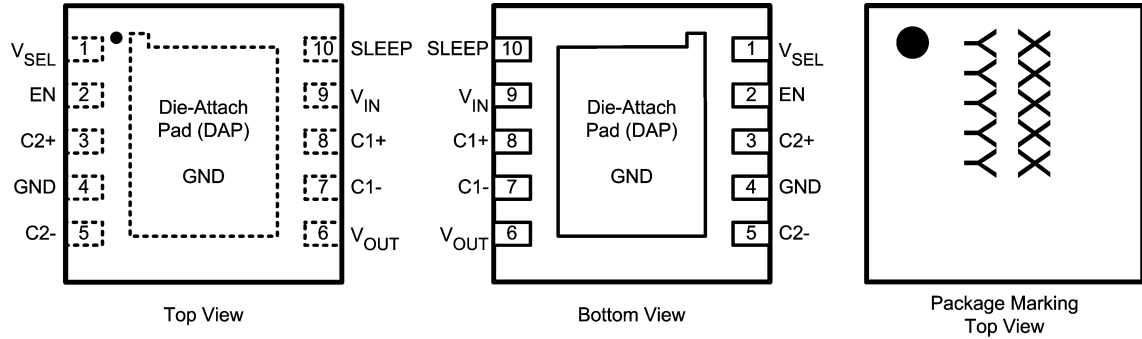 1
V_SEL
2
EN
3
C2+
4
GND
5
C2-
10
SLEEP
9
V_IN
8
C1+
7
C1-
6
V_OUT
Die-Attach
Pad (DAP)
GND
Top View
SLEEP
10
V_IN
9
C1+
8
C1-
7
V_OUT
6
1
V_SEL
2
EN
3
C2+
4
GND
5
C2-
Die-Attach
Pad (DAP)
GND
Bottom View
XXXXX
YYYYY
Package Marking
Top View